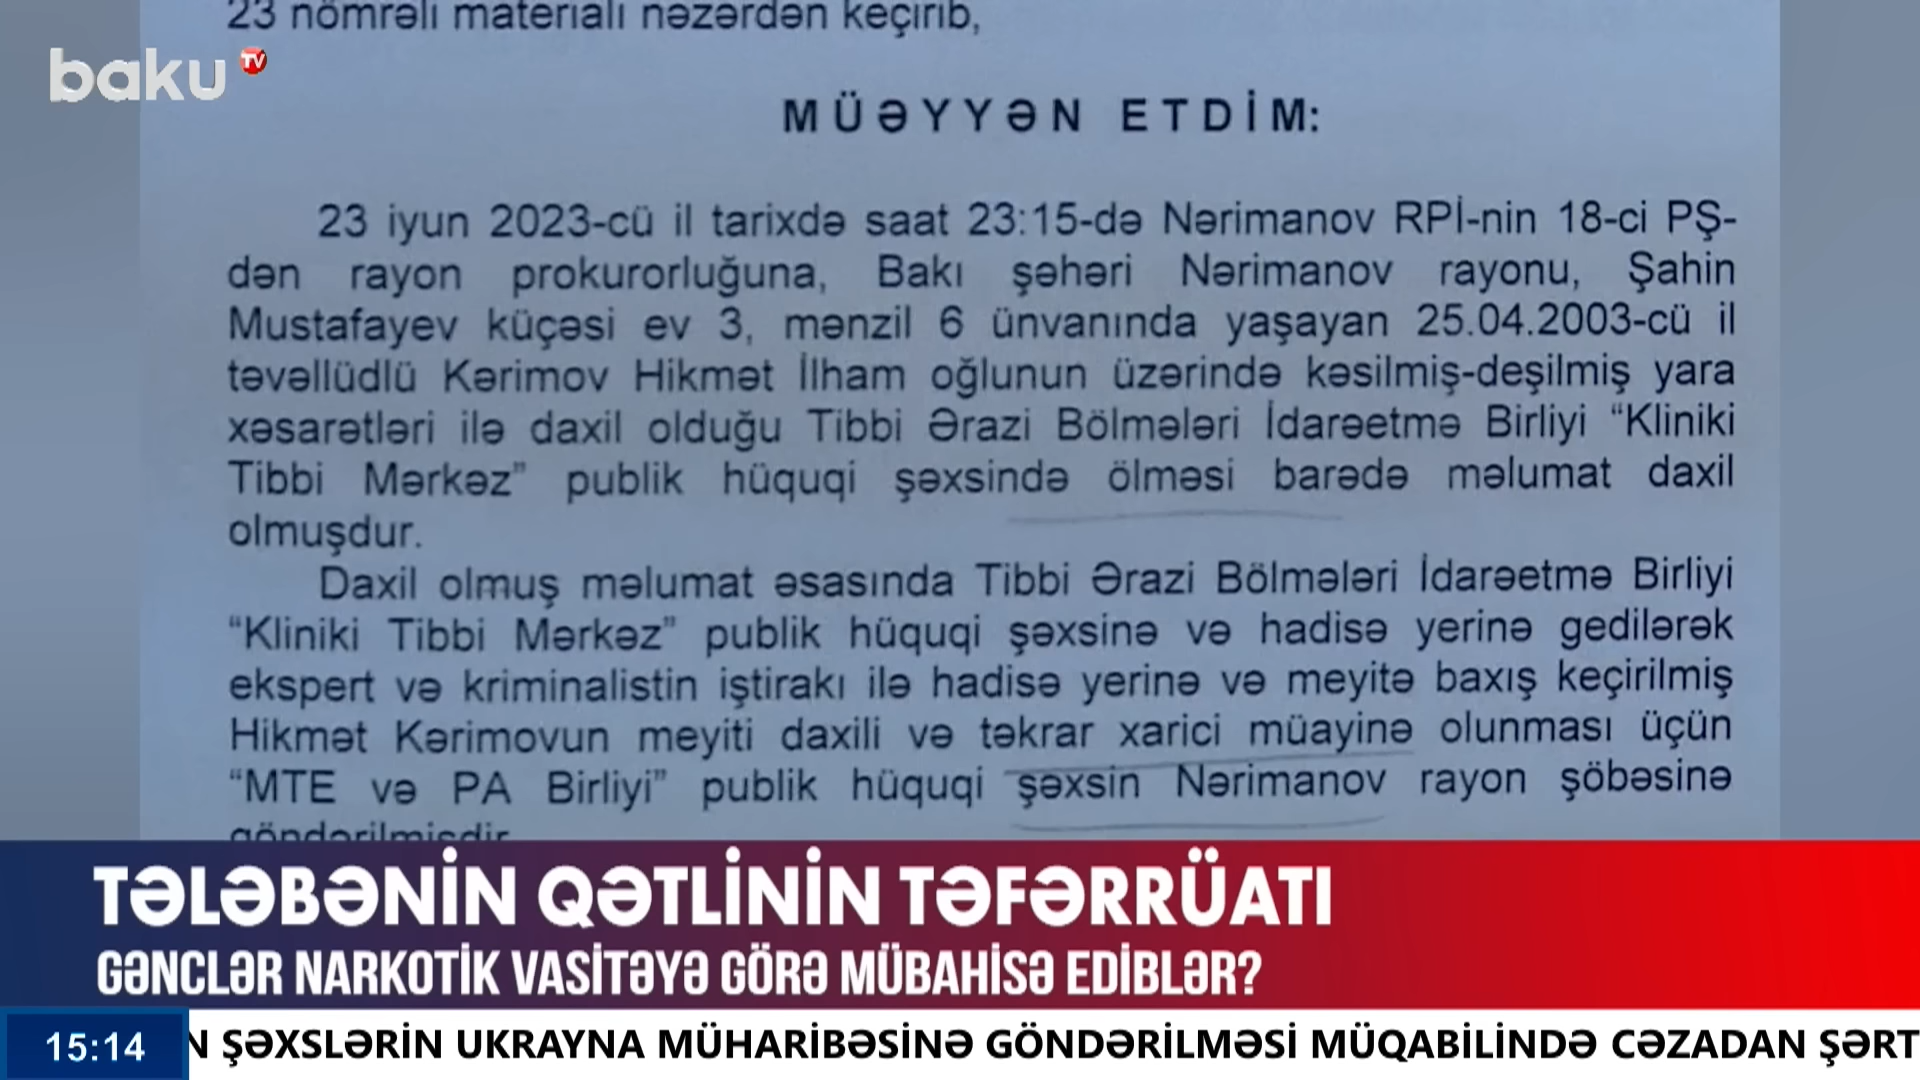 23 nömrəli materialı nəzərdən keçirib,
baku TV
MÜƏYYƏN ETDİM:
23 iyun 2023-cü il tarixdə saat 23:15-də Nərimanov RPİ-nin 18-ci PŞ-
dən rayon prokurorluğuna, Bakı şəhəri Nərimanov rayonu, Şahin
Mustafayev küçəsi ev 3, mənzil 6 ünvanında yaşayan 25.04.2003-cü il
təvəllüdlü Kərimov Hikmət İlham oğlunun üzərində kəsilmiş-deşilmiş yara
xəsarətləri ilə daxil olduğu Tibbi Ərazi Bölmələri İdarəetmə Birliyi “Kliniki
Tibbi Mərkəz” publik hüquqi şəxsində ölməsi barədə məlumat daxil
olmuşdur.
Daxil olmuş məlumat əsasında Tibbi Ərazi Bölmələri İdarəetmə Birliyi
“Kliniki Tibbi Mərkəz” publik hüquqi şəxsinə və hadisə yerinə gedilərək
ekspert və kriminalistin iştirakı ilə hadisə yerinə və meyitə baxış keçirilmiş
Hikmət Kərimovun meyiti daxili və təkrar xarici müayinə olunması üçün
“MTE və PA Birliyi” publik hüquqi şəxsin Nərimanov rayon şöbəsinə
göndərilmişdir
TƏLƏBƏNİN QƏTLİNİN TƏFƏRRÜATI
GƏNCLƏR NARKOTİK VASİTƏYƏ GÖRƏ MÜBAHİSƏ EDİBLƏR?
15:14 N ŞƏXSLƏRİN UKRAYNA MÜHARİBƏSİNƏ GÖNDƏRİLMƏSİ MÜQABİLİNDƏ CƏZADAN ŞƏRT